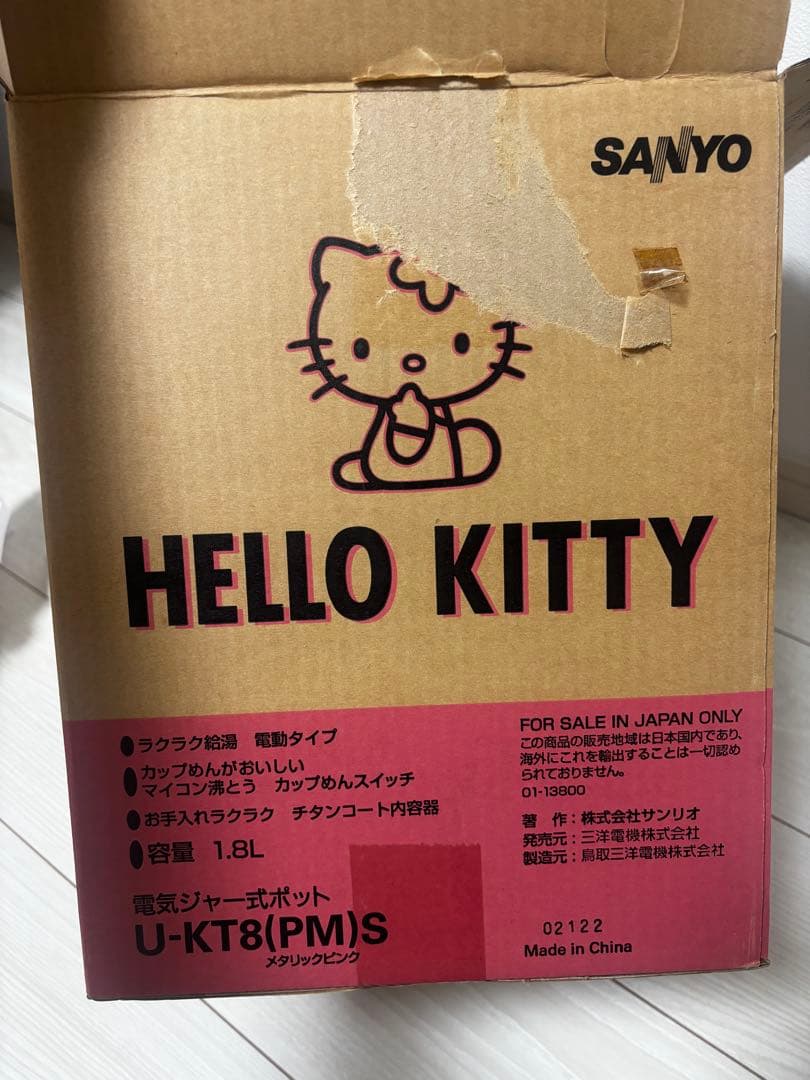 SANYO
HELLO KITTY
●ラクラク給湯 電動タイプ
●カップめんがおいしい
マイコン沸とう カップめんスイッチ
●お手入れラクラク チタンコート内容器
●容量 1.8L
電気ジャー式ポット
U-KT8(PM)S
メタリックピンク
FOR SALE IN JAPAN ONLY
この商品の販売地域は日本国内であり、
海外にこれを輸出することは一切認め
られておりません。
01-13800
著 作:株式会社サンリオ
発売元:三洋電機株式会社
製造元:鳥取三洋電機株式会社
02122
Made in China